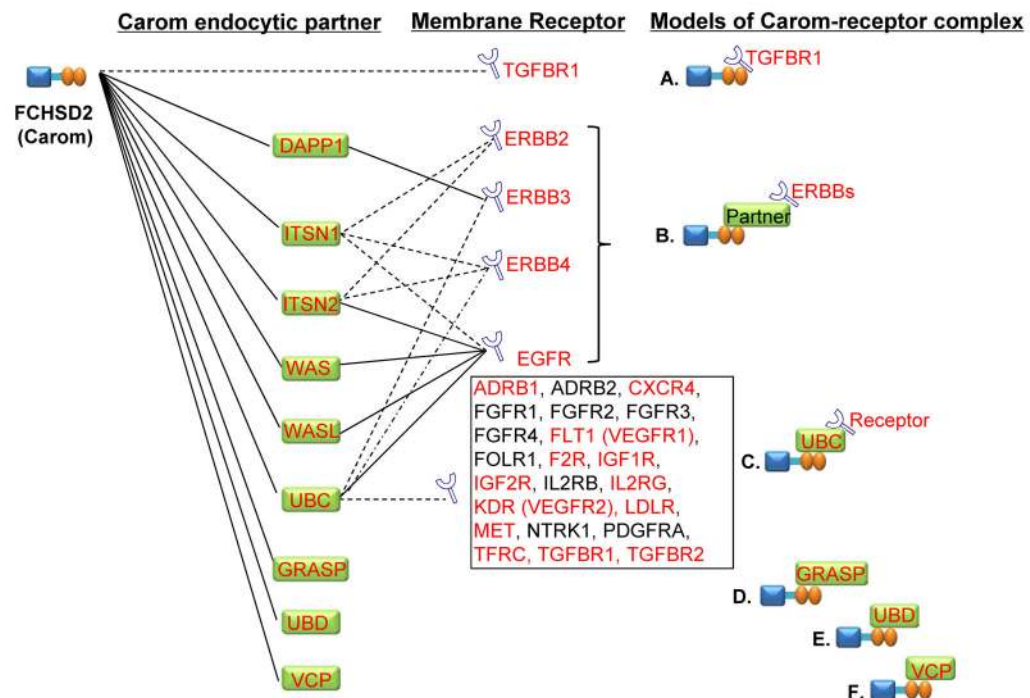 Carom endocytic partner
Membrane Receptor
Models of Carom-receptor complex
FCHSD2
(Carom)
TGFBR1
A.
TGFBR1
DAPP1
ERBB2
ERBB3
ITSN1
B.
Partner
ERBBs
ERBB4
ITSN2
EGFR
WAS
ADRB1, ADRB2, CXCR4,
FGFR1, FGFR2, FGFR3,
FGFR4, FLT1 (VEGFR1),
FOLR1, F2R, IGF1R,
IGF2R, IL2RB, IL2RG,
KDR (VEGFR2), LDLR,
MET, NTRK1, PDGFRA,
TFRC, TGFBR1, TGFBR2
WASL
C.
UBC
Receptor
UBC
GRASP
D.
GRASP
UBD
E.
UBD
VCP
F.
VCP